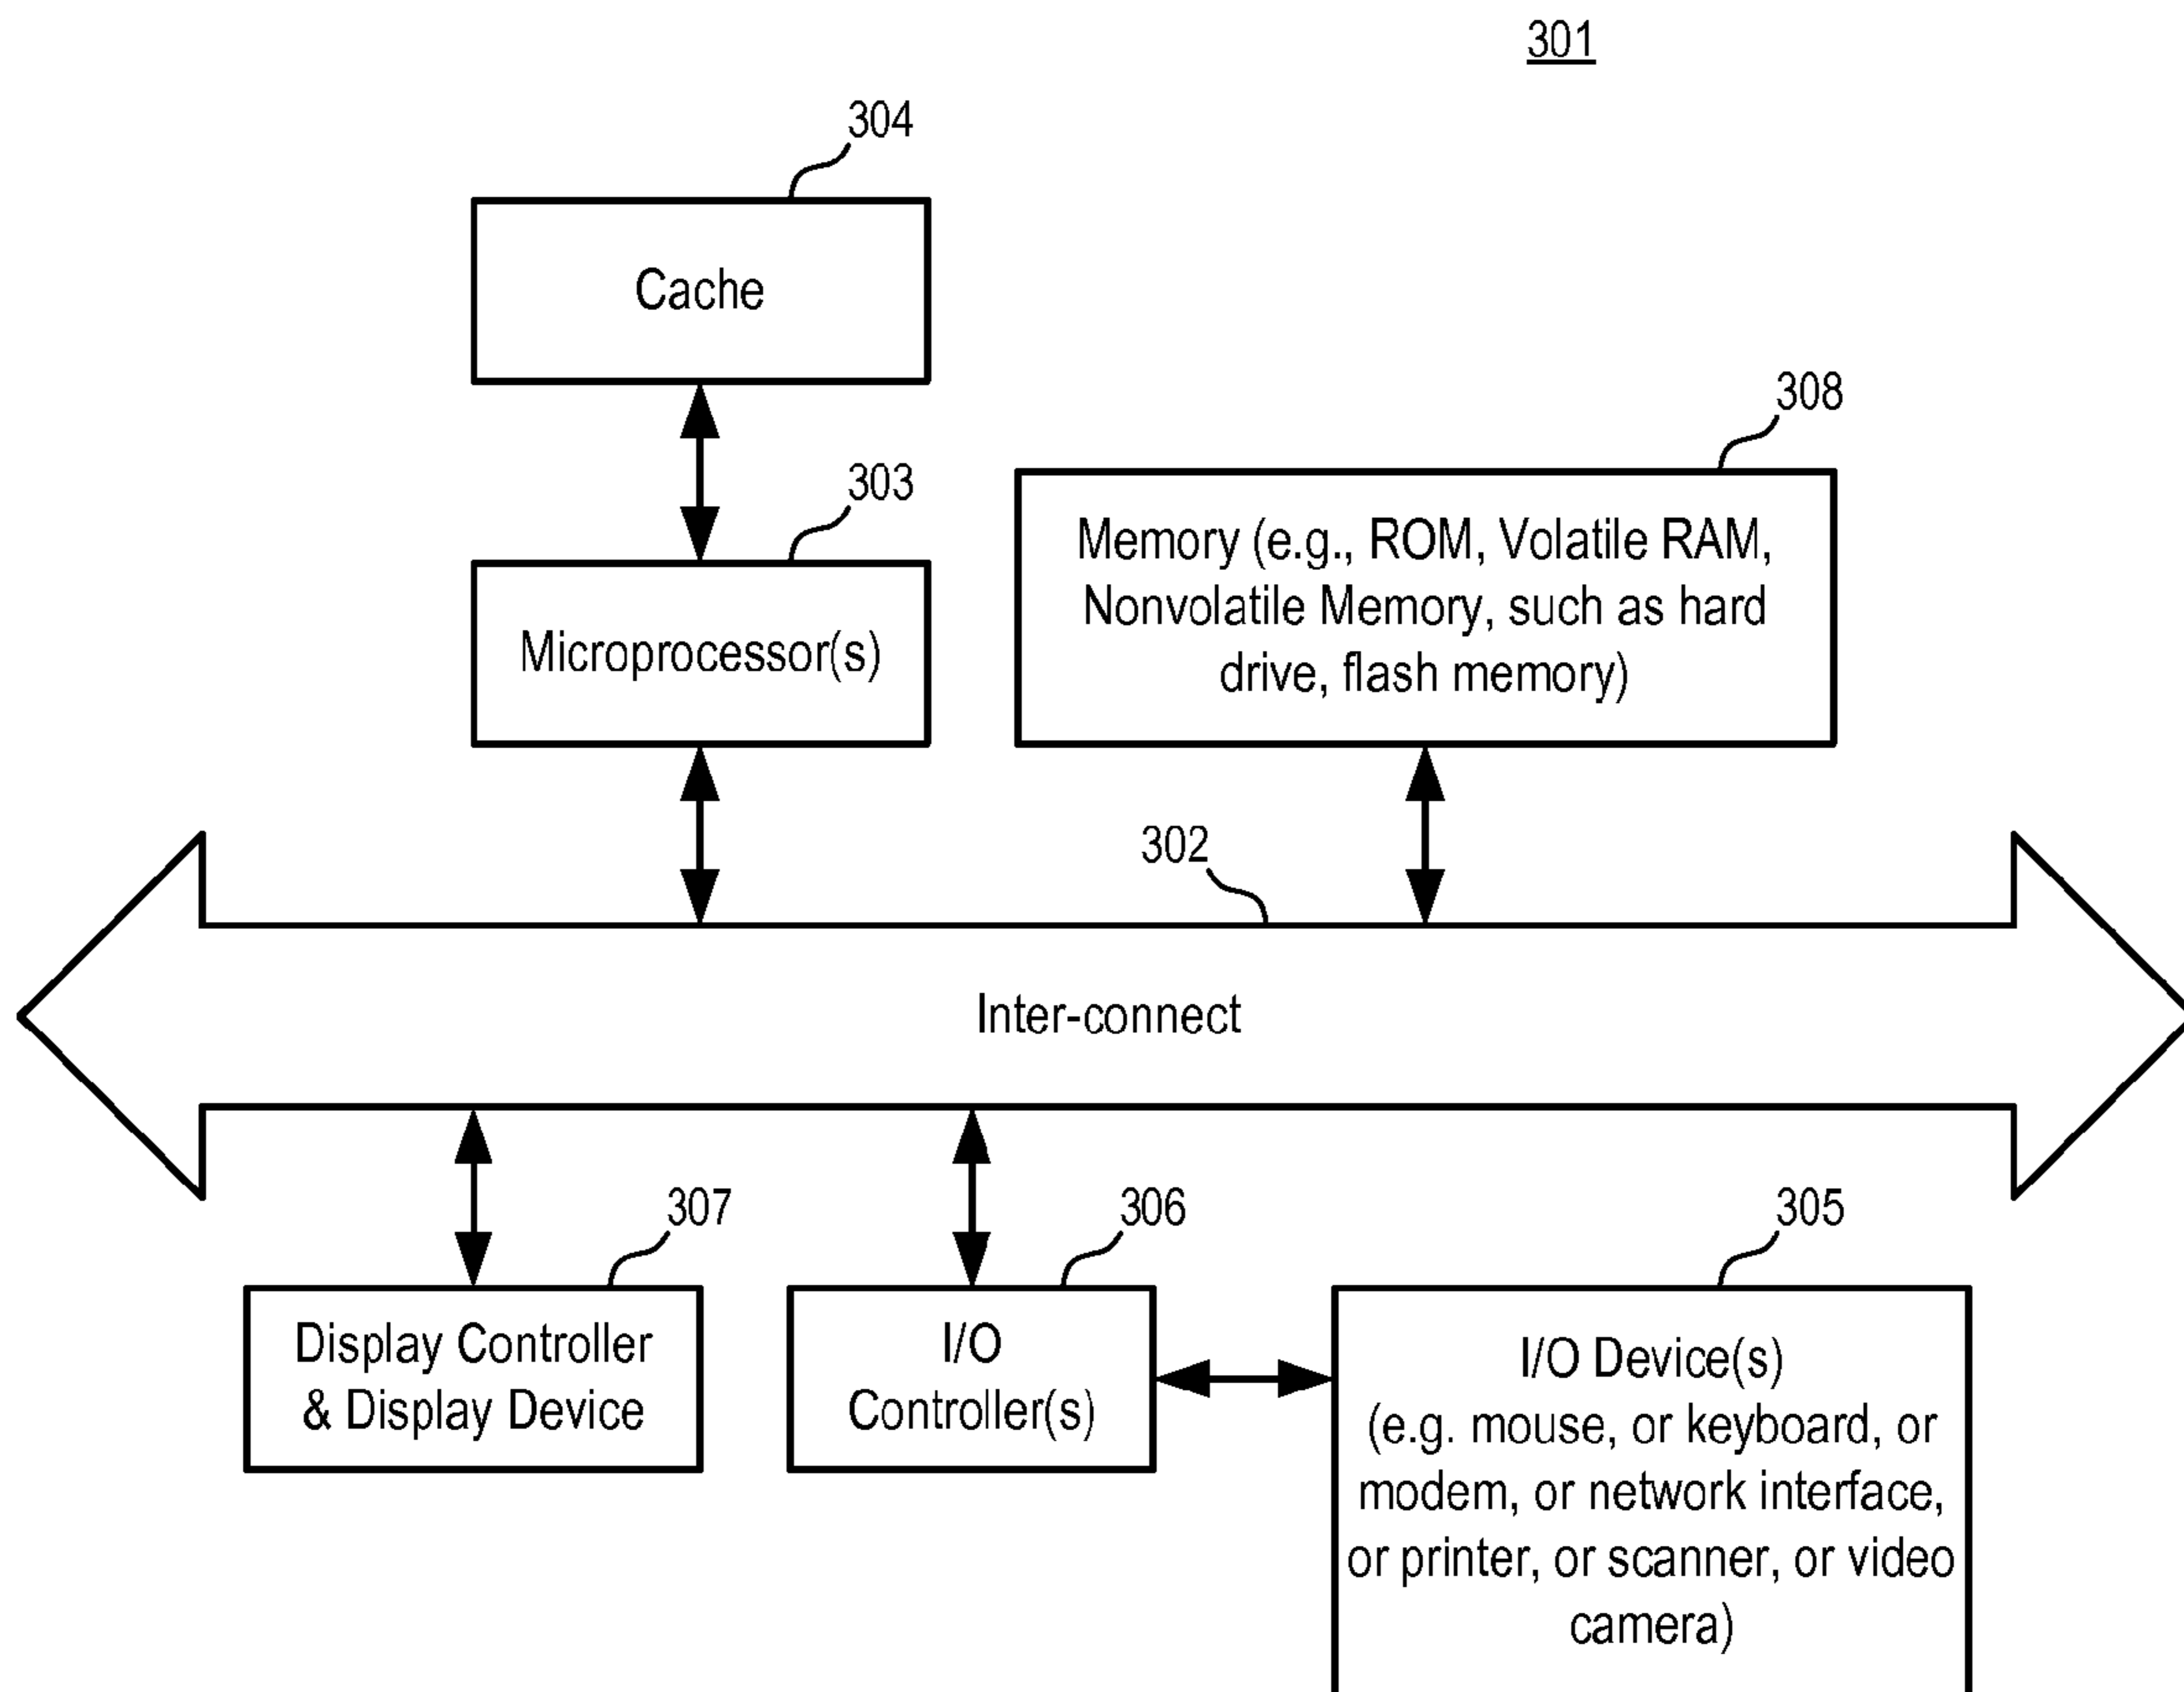 301
304
Cache
308
303
Memory (e.g., ROM, Volatile RAM,
Nonvolatile Memory, such as hard
drive, flash memory)
Microprocessor(s)
302
Inter-connect
307
306
305
Display Controller
& Display Device
I/O
Controller(s)
I/O Device(s)
(e.g. mouse, or keyboard, or
modem, or network interface,
or printer, or scanner, or video
camera)